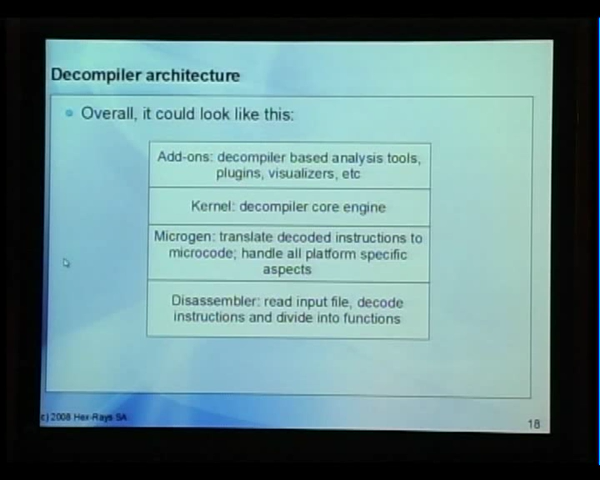 Decompiler architecture
Overall, it could look like this:
Add-ons: decompiler based analysis tools,
plugins, visualizers, etc
Kernel: decompiler core engine
Microgen: translate decoded instructions to
microcode; handle all platform specific
aspects
Disassembler: read input file, decode
instructions and divide into functions
c) 2008 Hex-Rays SA
18